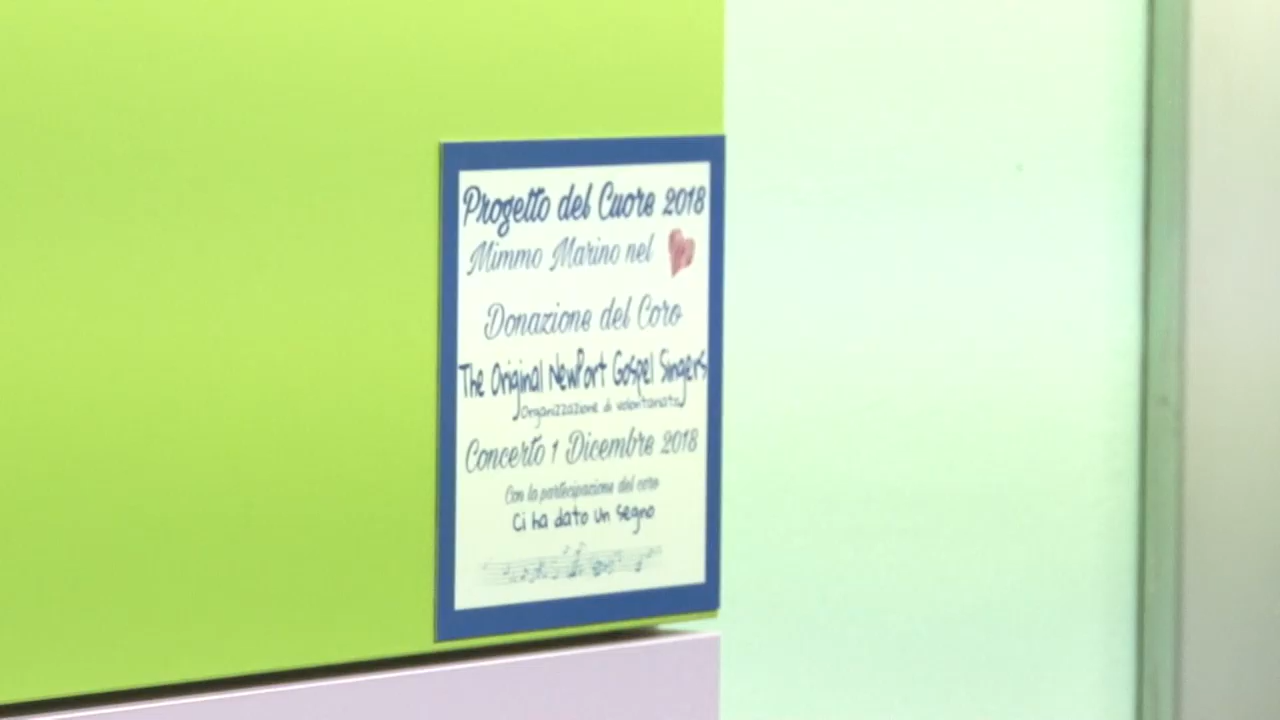 Progetto del Cuore 2018
Mimmo Marino nel
Donazione del Coro
The Original NewPort Gospel Singers
Organizzazione di volontariato
Concerto 1 Dicembre 2018
Con la partecipazione del coro
Ci ha dato un segno